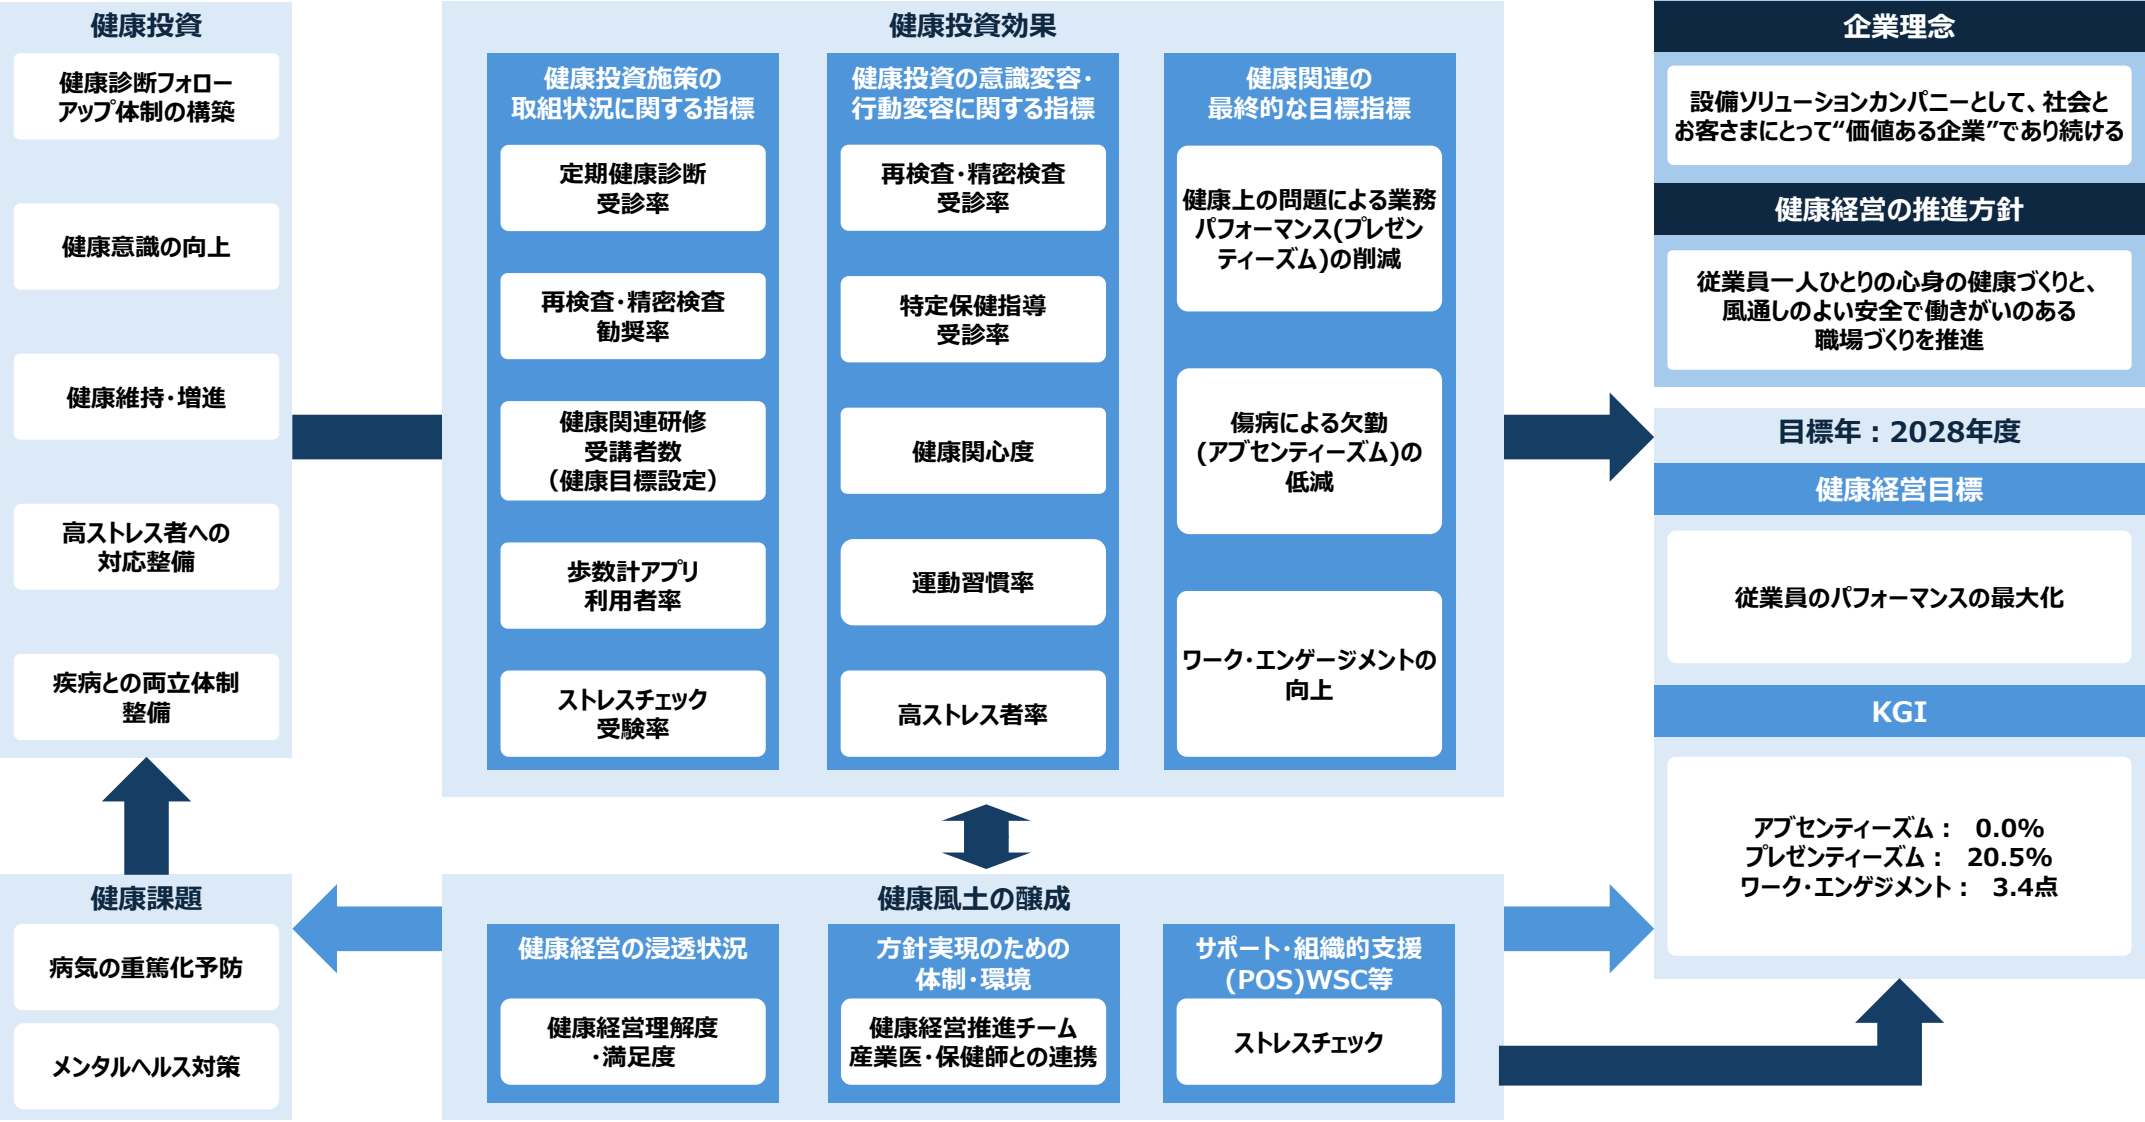 健康投資
健康診断フォロー
アップ体制の構築
健康意識の向上
健康維持・増進
高ストレス者への
対応整備
疾病との両立体制
整備
健康課題
病気の重篤化予防
メンタルヘルス対策
健康投資効果
健康投資施策の
取組状況に関する指標
定期健康診断
受診率
再検査・精密検査
勧奨率
健康関連研修
受講者数
（健康目標設定）
歩数計アプリ
利用者率
ストレスチェック
受験率
健康投資の意識変容・
行動変容に関する指標
再検査・精密検査
受診率
特定保健指導
受診率
健康関心度
運動習慣率
高ストレス者率
健康関連の
最終的な目標指標
健康上の問題による業務
パフォーマンス(プレゼン
ティーズム)の削減
傷病による欠勤
(アブセンティーズム)の
低減
ワーク・エンゲージメントの
向上
健康風土の醸成
健康経営の浸透状況
健康経営理解度
・満足度
方針実現のための
体制・環境
健康経営推進チーム
産業医・保健師との連携
サポート・組織的支援
(POS)WSC等
ストレスチェック
企業理念
設備ソリューションカンパニーとして、社会と
お客さまにとって“価値ある企業”であり続ける
健康経営の推進方針
従業員一人ひとりの心身の健康づくりと、
風通しのよい安全で働きがいのある
職場づくりを推進
目標年：2028年度
健康経営目標
従業員のパフォーマンスの最大化
KGI
アブセンティーズム： 0.0%
プレゼンティーズム： 20.5%
ワーク・エンゲジメント： 3.4点